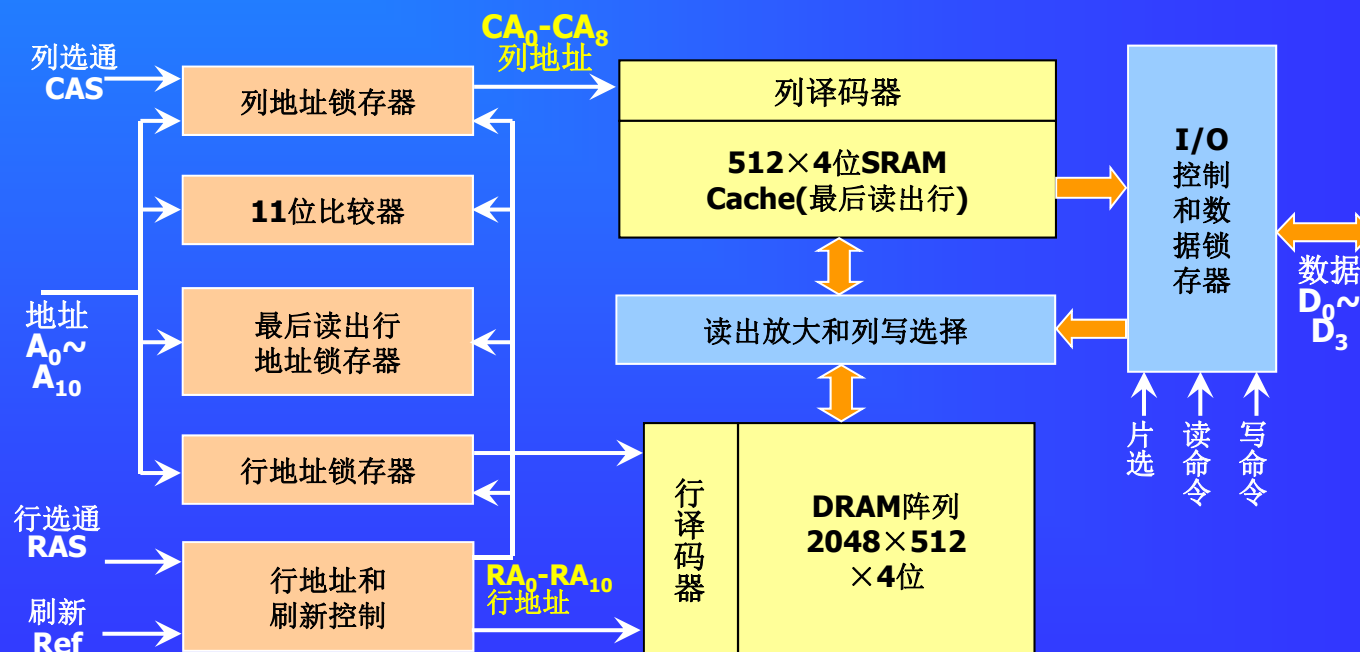 列选通
CAS
列地址锁存器
CA0-CA8
列地址
列译码器
512×4位SRAM
Cache(最后读出行)
I/O
控制
和数
据锁
存器
11位比较器
地址
A0~
A10
最后读出行
地址锁存器
读出放大和列写选择
数据
D0~
D3
片选
读命令
写命令
行地址锁存器
行译码器
DRAM阵列
2048×512
×4位
行选通
RAS
行地址和
刷新控制
RA0-RA10
行地址
刷新
Ref